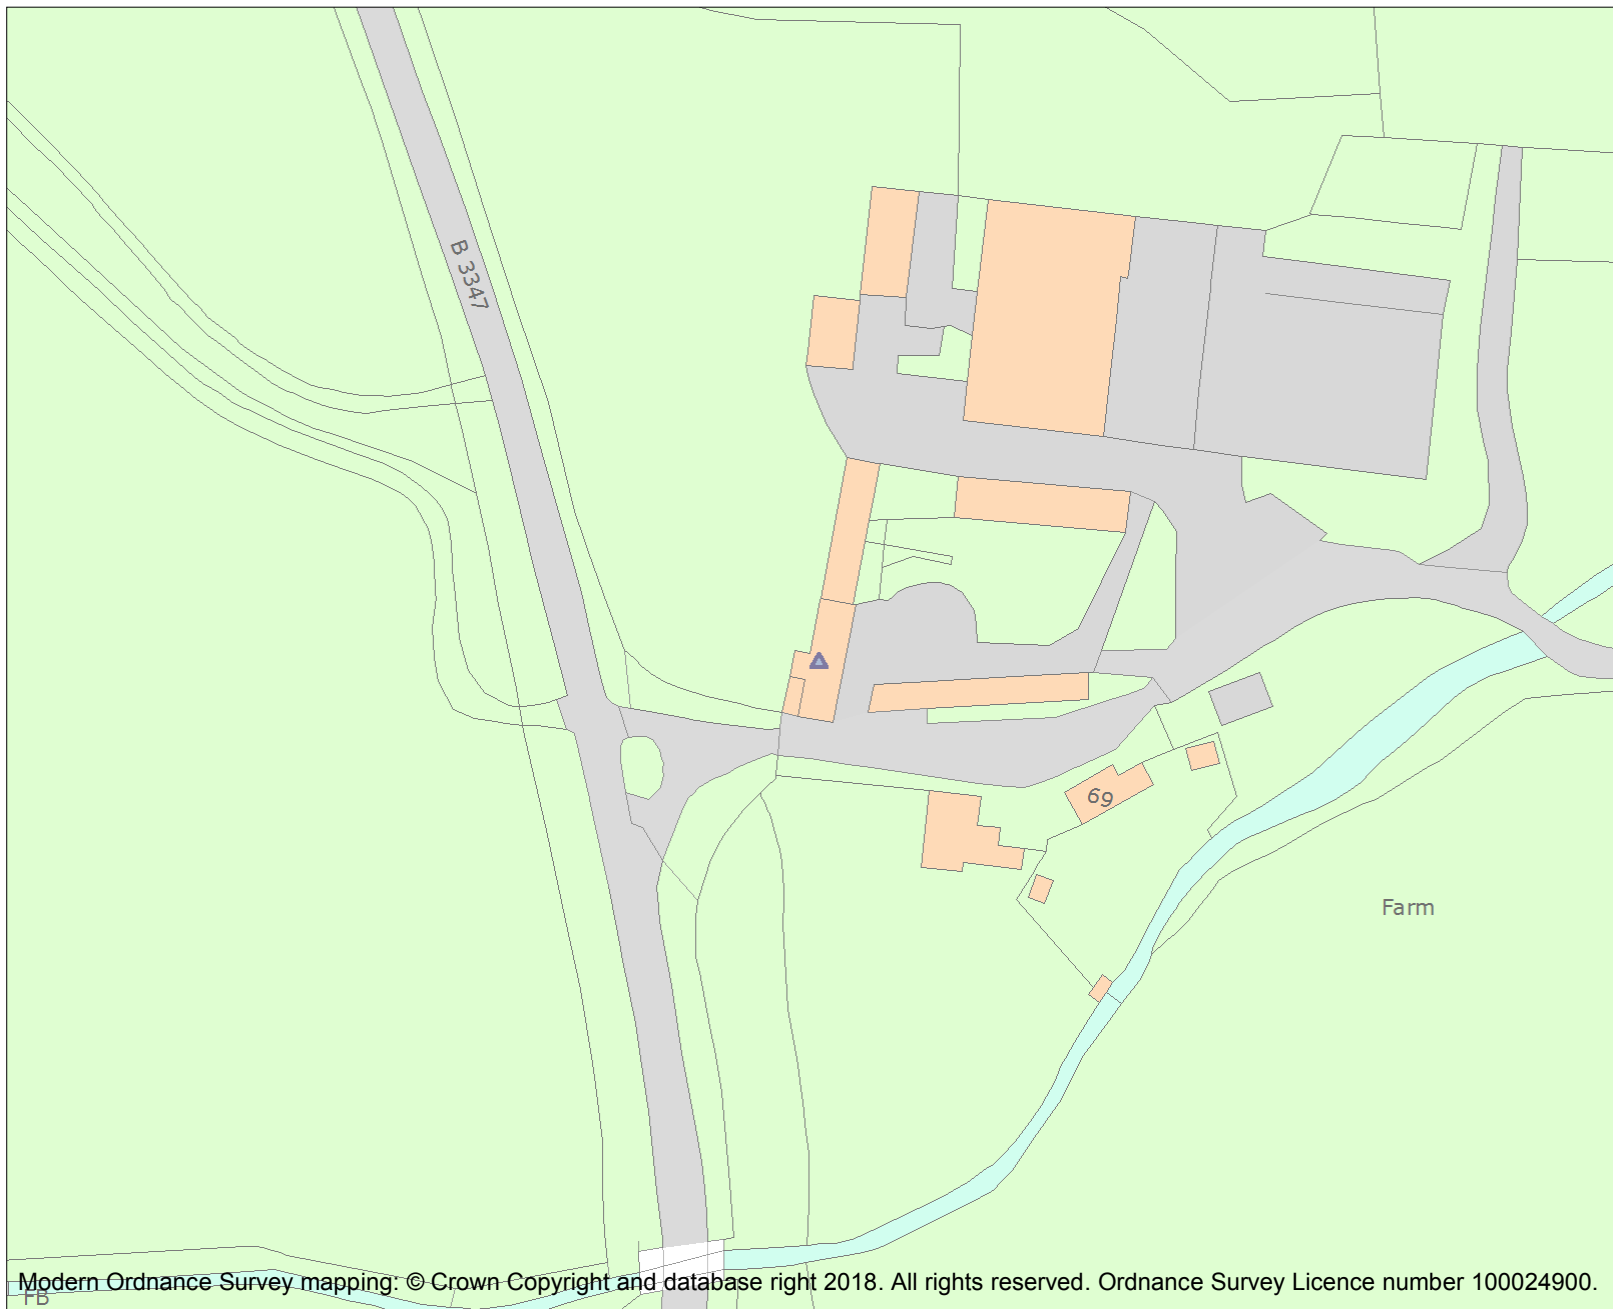 B 3347
69
Farm
Modern Ordnance Survey mapping: © Crown Copyright and database right 2018. All rights reserved. Ordnance Survey Licence number 100024900.
FB